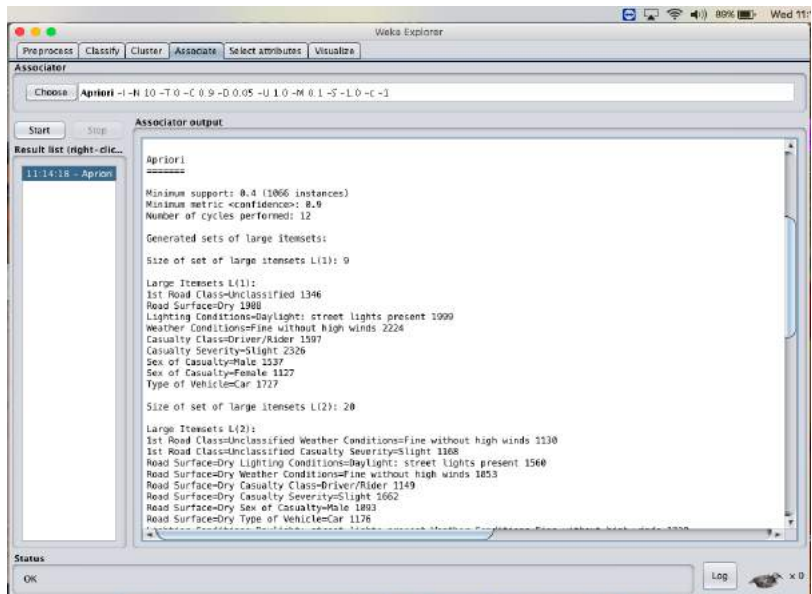 89%
Wed 11:
Weka Explorer
Preprocess Classify Cluster Associate Select attributes Visualize
Associator
Choose Apriori -I -N 10 -T 0 -C 0.9 -D 0.05 -U 1.0 -M 0.1 -S -1.0 -c -1
Start Stop
Associator output
Result list (right-clic...
11:14:18 - Apriori
Apriori
=======
Minimum support: 0.4 (1066 instances)
Minimum metric <confidence>: 0.9
Number of cycles performed: 12
Generated sets of large itemsets:
Size of set of large itemsets L(1): 9
Large Itemsets L(1):
1st Road Class=Unclassified 1346
Road Surface=Dry 1908
Lighting Conditions=Daylight: street lights present 1999
Weather Conditions=Fine without high winds 2224
Casualty Class=Driver/Rider 1597
Casualty Severity=Slight 2326
Sex of Casualty=Male 1537
Sex of Casualty=Female 1127
Type of Vehicle=Car 1727
Size of set of large itemsets L(2): 20
Large Itemsets L(2):
1st Road Class=Unclassified Weather Conditions=Fine without high winds 1130
1st Road Class=Unclassified Casualty Severity=Slight 1168
Road Surface=Dry Lighting Conditions=Daylight: street lights present 1560
Road Surface=Dry Weather Conditions=Fine without high winds 1853
Road Surface=Dry Casualty Class=Driver/Rider 1149
Road Surface=Dry Casualty Severity=Slight 1662
Road Surface=Dry Sex of Casualty=Male 1093
Road Surface=Dry Type of Vehicle=Car 1176
Status
OK
Log
x 0